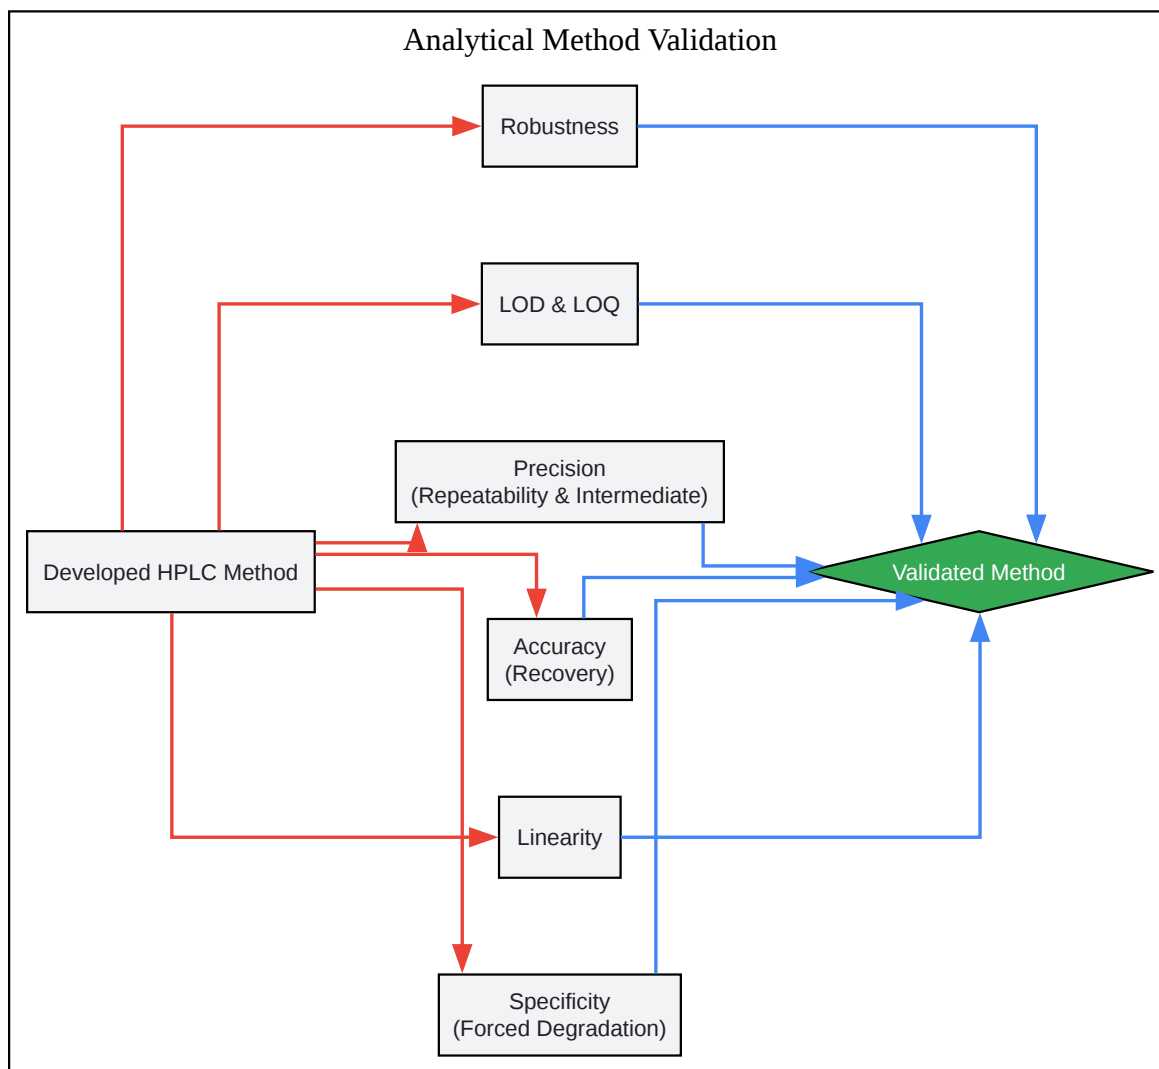 Analytical Method Validation
Robustness
LOD & LOQ
Precision
(Repeatability & Intermediate)
Developed HPLC Method
Validated Method
Accuracy
(Recovery)
Linearity
Specificity
(Forced Degradation)